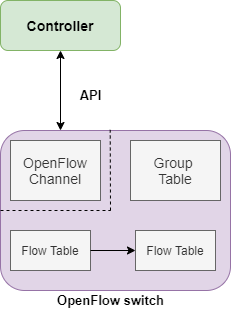 Controller
API
OpenFlow
Channel
Group
Table
Flow Table
Flow Table
OpenFlow switch